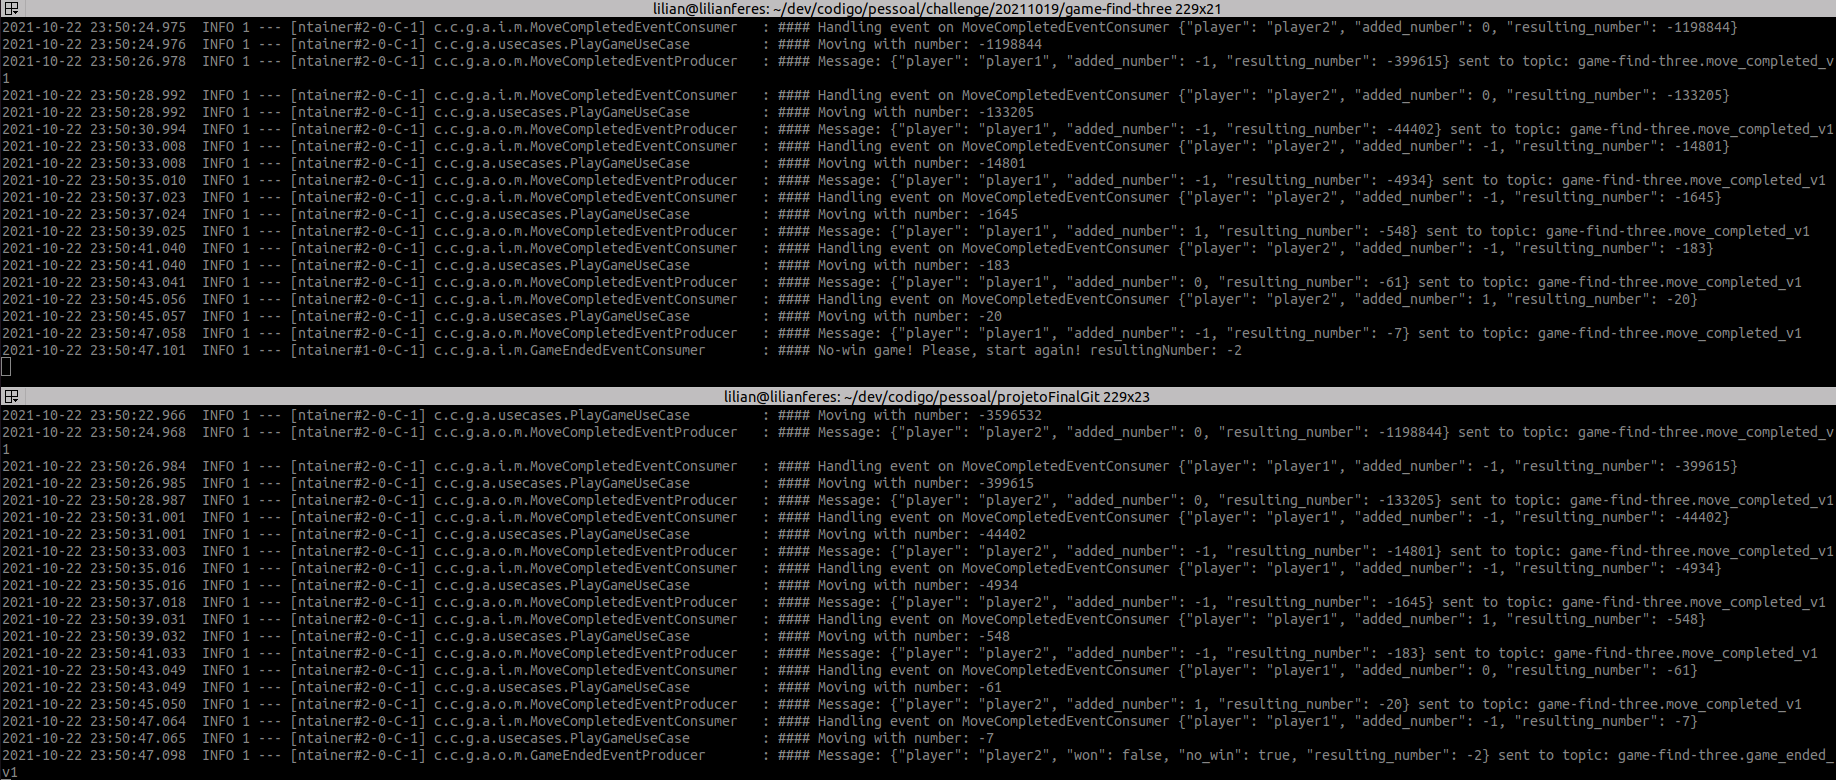 lilian@lilianferes: ~/dev/codigo/pessoal/challenge/20211019/game-find-three 229x21
2021-10-22 23:50:24.975  INFO 1 --- [ntainer#2-0-C-1] c.c.g.a.i.m.MoveCompletedEventConsumer   : #### Handling event on MoveCompletedEventConsumer {"player": "player2", "added_number": 0, "resulting_number": -1198844}
2021-10-22 23:50:24.976  INFO 1 --- [ntainer#2-0-C-1] c.c.g.a.usecases.PlayGameUseCase         : #### Moving with number: -1198844
2021-10-22 23:50:26.978  INFO 1 --- [ntainer#2-0-C-1] c.c.g.a.o.m.MoveCompletedEventProducer   : #### Message: {"player": "player1", "added_number": -1, "resulting_number": -399615} sent to topic: game-find-three.move_completed_v
1
2021-10-22 23:50:28.992  INFO 1 --- [ntainer#2-0-C-1] c.c.g.a.i.m.MoveCompletedEventConsumer   : #### Handling event on MoveCompletedEventConsumer {"player": "player2", "added_number": 0, "resulting_number": -133205}
2021-10-22 23:50:28.992  INFO 1 --- [ntainer#2-0-C-1] c.c.g.a.usecases.PlayGameUseCase         : #### Moving with number: -133205
2021-10-22 23:50:30.994  INFO 1 --- [ntainer#2-0-C-1] c.c.g.a.o.m.MoveCompletedEventProducer   : #### Message: {"player": "player1", "added_number": -1, "resulting_number": -44402} sent to topic: game-find-three.move_completed_v1
2021-10-22 23:50:33.008  INFO 1 --- [ntainer#2-0-C-1] c.c.g.a.i.m.MoveCompletedEventConsumer   : #### Handling event on MoveCompletedEventConsumer {"player": "player2", "added_number": -1, "resulting_number": -14801}
2021-10-22 23:50:33.008  INFO 1 --- [ntainer#2-0-C-1] c.c.g.a.usecases.PlayGameUseCase         : #### Moving with number: -14801
2021-10-22 23:50:35.010  INFO 1 --- [ntainer#2-0-C-1] c.c.g.a.o.m.MoveCompletedEventProducer   : #### Message: {"player": "player1", "added_number": -1, "resulting_number": -4934} sent to topic: game-find-three.move_completed_v1
2021-10-22 23:50:37.023  INFO 1 --- [ntainer#2-0-C-1] c.c.g.a.i.m.MoveCompletedEventConsumer   : #### Handling event on MoveCompletedEventConsumer {"player": "player2", "added_number": -1, "resulting_number": -1645}
2021-10-22 23:50:37.024  INFO 1 --- [ntainer#2-0-C-1] c.c.g.a.usecases.PlayGameUseCase         : #### Moving with number: -1645
2021-10-22 23:50:39.025  INFO 1 --- [ntainer#2-0-C-1] c.c.g.a.o.m.MoveCompletedEventProducer   : #### Message: {"player": "player1", "added_number": 1, "resulting_number": -548} sent to topic: game-find-three.move_completed_v1
2021-10-22 23:50:41.040  INFO 1 --- [ntainer#2-0-C-1] c.c.g.a.i.m.MoveCompletedEventConsumer   : #### Handling event on MoveCompletedEventConsumer {"player": "player2", "added_number": -1, "resulting_number": -183}
2021-10-22 23:50:41.040  INFO 1 --- [ntainer#2-0-C-1] c.c.g.a.usecases.PlayGameUseCase         : #### Moving with number: -183
2021-10-22 23:50:43.041  INFO 1 --- [ntainer#2-0-C-1] c.c.g.a.o.m.MoveCompletedEventProducer   : #### Message: {"player": "player1", "added_number": 0, "resulting_number": -61} sent to topic: game-find-three.move_completed_v1
2021-10-22 23:50:45.056  INFO 1 --- [ntainer#2-0-C-1] c.c.g.a.i.m.MoveCompletedEventConsumer   : #### Handling event on MoveCompletedEventConsumer {"player": "player2", "added_number": 1, "resulting_number": -20}
2021-10-22 23:50:45.057  INFO 1 --- [ntainer#2-0-C-1] c.c.g.a.usecases.PlayGameUseCase         : #### Moving with number: -20
2021-10-22 23:50:47.058  INFO 1 --- [ntainer#2-0-C-1] c.c.g.a.o.m.MoveCompletedEventProducer   : #### Message: {"player": "player1", "added_number": -1, "resulting_number": -7} sent to topic: game-find-three.move_completed_v1
2021-10-22 23:50:47.101  INFO 1 --- [ntainer#1-0-C-1] c.c.g.a.i.m.GameEndedEventConsumer       : #### No-win game! Please, start again! resultingNumber: -2
lilian@lilianferes: ~/dev/codigo/pessoal/projetoFinalGit 229x23
2021-10-22 23:50:22.966  INFO 1 --- [ntainer#2-0-C-1] c.c.g.a.usecases.PlayGameUseCase         : #### Moving with number: -3596532
2021-10-22 23:50:24.968  INFO 1 --- [ntainer#2-0-C-1] c.c.g.a.o.m.MoveCompletedEventProducer   : #### Message: {"player": "player2", "added_number": 0, "resulting_number": -1198844} sent to topic: game-find-three.move_completed_v
1
2021-10-22 23:50:26.984  INFO 1 --- [ntainer#2-0-C-1] c.c.g.a.i.m.MoveCompletedEventConsumer   : #### Handling event on MoveCompletedEventConsumer {"player": "player1", "added_number": -1, "resulting_number": -399615}
2021-10-22 23:50:26.985  INFO 1 --- [ntainer#2-0-C-1] c.c.g.a.usecases.PlayGameUseCase         : #### Moving with number: -399615
2021-10-22 23:50:28.987  INFO 1 --- [ntainer#2-0-C-1] c.c.g.a.o.m.MoveCompletedEventProducer   : #### Message: {"player": "player2", "added_number": 0, "resulting_number": -133205} sent to topic: game-find-three.move_completed_v1
2021-10-22 23:50:31.001  INFO 1 --- [ntainer#2-0-C-1] c.c.g.a.i.m.MoveCompletedEventConsumer   : #### Handling event on MoveCompletedEventConsumer {"player": "player1", "added_number": -1, "resulting_number": -44402}
2021-10-22 23:50:31.001  INFO 1 --- [ntainer#2-0-C-1] c.c.g.a.usecases.PlayGameUseCase         : #### Moving with number: -44402
2021-10-22 23:50:33.003  INFO 1 --- [ntainer#2-0-C-1] c.c.g.a.o.m.MoveCompletedEventProducer   : #### Message: {"player": "player2", "added_number": -1, "resulting_number": -14801} sent to topic: game-find-three.move_completed_v1
2021-10-22 23:50:35.016  INFO 1 --- [ntainer#2-0-C-1] c.c.g.a.i.m.MoveCompletedEventConsumer   : #### Handling event on MoveCompletedEventConsumer {"player": "player1", "added_number": -1, "resulting_number": -4934}
2021-10-22 23:50:35.016  INFO 1 --- [ntainer#2-0-C-1] c.c.g.a.usecases.PlayGameUseCase         : #### Moving with number: -4934
2021-10-22 23:50:37.018  INFO 1 --- [ntainer#2-0-C-1] c.c.g.a.o.m.MoveCompletedEventProducer   : #### Message: {"player": "player2", "added_number": -1, "resulting_number": -1645} sent to topic: game-find-three.move_completed_v1
2021-10-22 23:50:39.031  INFO 1 --- [ntainer#2-0-C-1] c.c.g.a.i.m.MoveCompletedEventConsumer   : #### Handling event on MoveCompletedEventConsumer {"player": "player1", "added_number": 1, "resulting_number": -548}
2021-10-22 23:50:39.032  INFO 1 --- [ntainer#2-0-C-1] c.c.g.a.usecases.PlayGameUseCase         : #### Moving with number: -548
2021-10-22 23:50:41.033  INFO 1 --- [ntainer#2-0-C-1] c.c.g.a.o.m.MoveCompletedEventProducer   : #### Message: {"player": "player2", "added_number": -1, "resulting_number": -183} sent to topic: game-find-three.move_completed_v1
2021-10-22 23:50:43.049  INFO 1 --- [ntainer#2-0-C-1] c.c.g.a.i.m.MoveCompletedEventConsumer   : #### Handling event on MoveCompletedEventConsumer {"player": "player1", "added_number": 0, "resulting_number": -61}
2021-10-22 23:50:43.049  INFO 1 --- [ntainer#2-0-C-1] c.c.g.a.usecases.PlayGameUseCase         : #### Moving with number: -61
2021-10-22 23:50:45.050  INFO 1 --- [ntainer#2-0-C-1] c.c.g.a.o.m.MoveCompletedEventProducer   : #### Message: {"player": "player2", "added_number": 1, "resulting_number": -20} sent to topic: game-find-three.move_completed_v1
2021-10-22 23:50:47.064  INFO 1 --- [ntainer#2-0-C-1] c.c.g.a.i.m.MoveCompletedEventConsumer   : #### Handling event on MoveCompletedEventConsumer {"player": "player1", "added_number": -1, "resulting_number": -7}
2021-10-22 23:50:47.065  INFO 1 --- [ntainer#2-0-C-1] c.c.g.a.usecases.PlayGameUseCase         : #### Moving with number: -7
2021-10-22 23:50:47.098  INFO 1 --- [ntainer#2-0-C-1] c.c.g.a.o.m.GameEndedEventProducer       : #### Message: {"player": "player2", "won": false, "no_win": true, "resulting_number": -2} sent to topic: game-find-three.game_ended_
v1